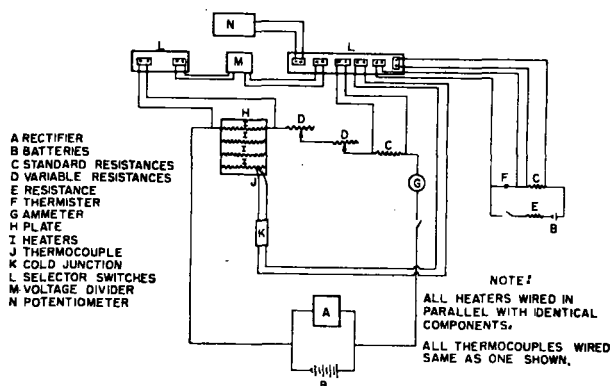 N
L
L
M
H
I
D
D
C
A RECTIFIER
B BATTERIES
C STANDARD RESISTANCES
D VARIABLE RESISTANCES
E RESISTANCE
F THERMISTER
G AMMETER
H PLATE
I HEATERS
J THERMOCOUPLE
K COLD JUNCTION
L SELECTOR SWITCHES
M VOLTAGE DIVIDER
N POTENTIOMETER
J
K
G
F
C
E
B
A
B
NOTE:
ALL HEATERS WIRED IN
PARALLEL WITH IDENTICAL
COMPONENTS.
ALL THERMOCOUPLES WIRED
SAME AS ONE SHOWN.